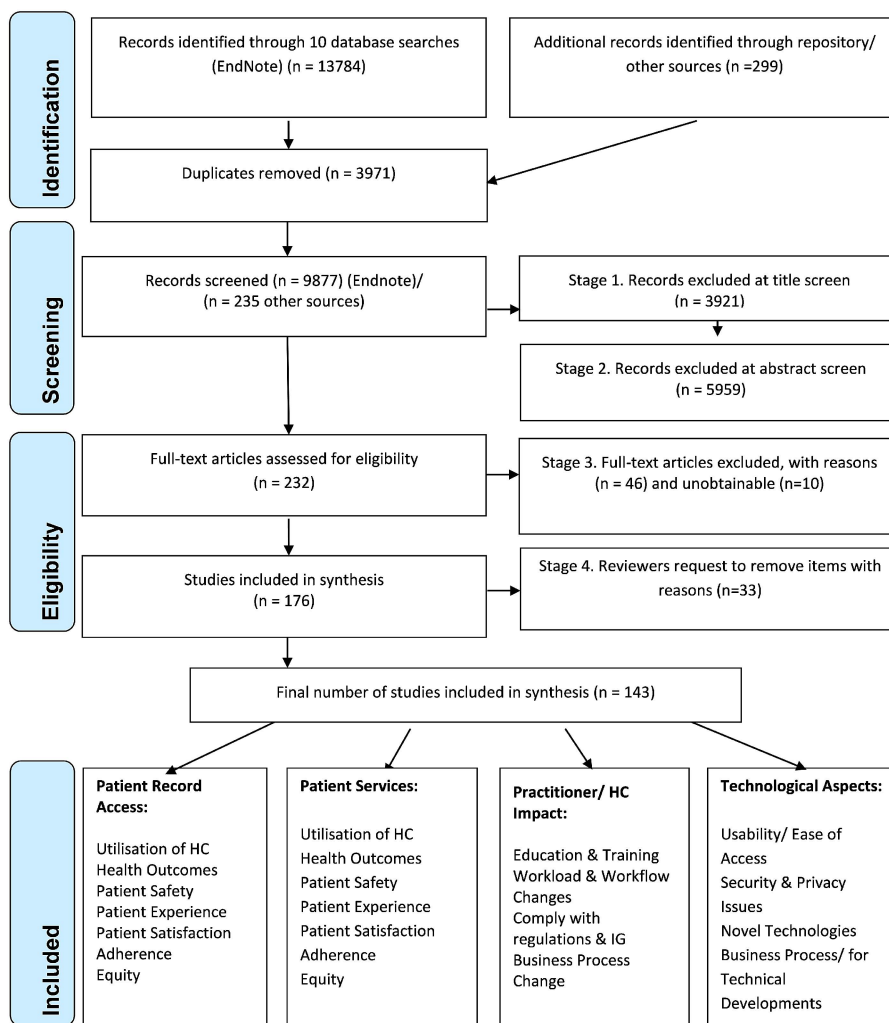 Identification
Records identified through 10 database searches
(EndNote) (n = 13784)
Additional records identified through repository/
other sources (n =299)
Duplicates removed (n = 3971)
Screening
Records screened (n = 9877) (Endnote)/
(n = 235 other sources)
Stage 1. Records excluded at title screen
(n = 3921)
Stage 2. Records excluded at abstract screen
(n = 5959)
Eligibility
Full-text articles assessed for eligibility
(n = 232)
Stage 3. Full-text articles excluded, with reasons
(n = 46) and unobtainable (n=10)
Studies included in synthesis
(n = 176)
Stage 4. Reviewers request to remove items with
reasons (n=33)
Final number of studies included in synthesis (n = 143)
Included
Patient Record
Access:
Utilisation of HC
Health Outcomes
Patient Safety
Patient Experience
Patient Satisfaction
Adherence
Equity
Patient Services:
Utilisation of HC
Health Outcomes
Patient Safety
Patient Experience
Patient Satisfaction
Adherence
Equity
Practitioner/ HC
Impact:
Education & Training
Workload & Workflow
Changes
Comply with
regulations & IG
Business Process
Change
Technological Aspects:
Usability/ Ease of
Access
Security & Privacy
Issues
Novel Technologies
Business Process/ for
Technical
Developments